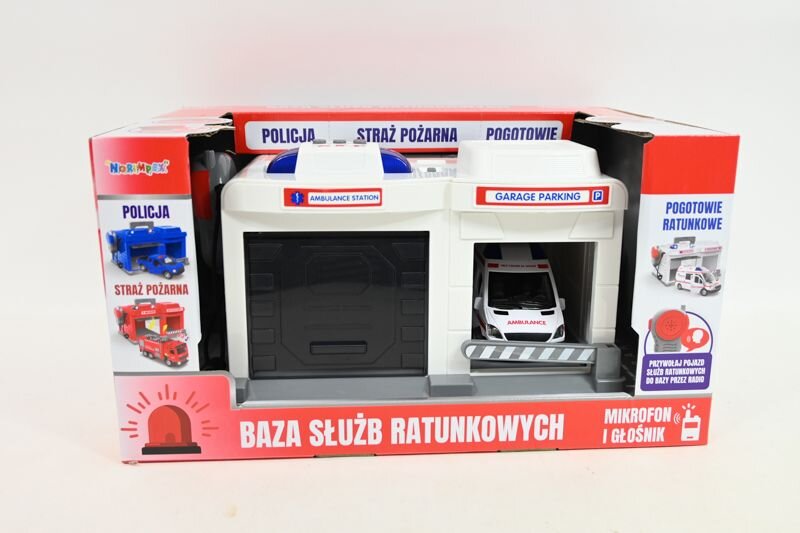 POLICJA STRAŻ POŻARNA POGOTOWIE
NORIMPEX
POLICJA
STRAŻ POŻARNA
AMBULANCE STATION
GARAGE PARKING P
AMBULANCE
POGOTOWIE
RATUNKOWE
PRZYWOŁAJ POJAZD
SŁUŻB RATUNKOWYCH
DO BAZY PRZEZ RADIO
BAZA SŁUŻB RATUNKOWYCH
MIKROFON
I GŁOŚNIK